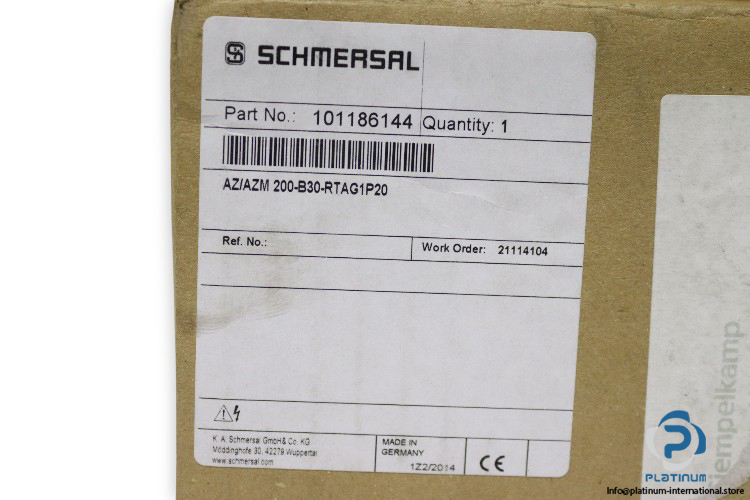 SCHMERSAL
Part No.: 101186144 Quantity: 1
AZ/AZM 200-B30-RTAG1P20
Ref. No.: Work Order: 21114104
K. A. Schmersal GmbH & Co. KG
Möddinghofe 30, 42279 Wuppertal
www.schmersal.com
MADE IN
GERMANY
1Z2/2014
CE
iempelkamp
PLATINUM
Info@platinum-international.store